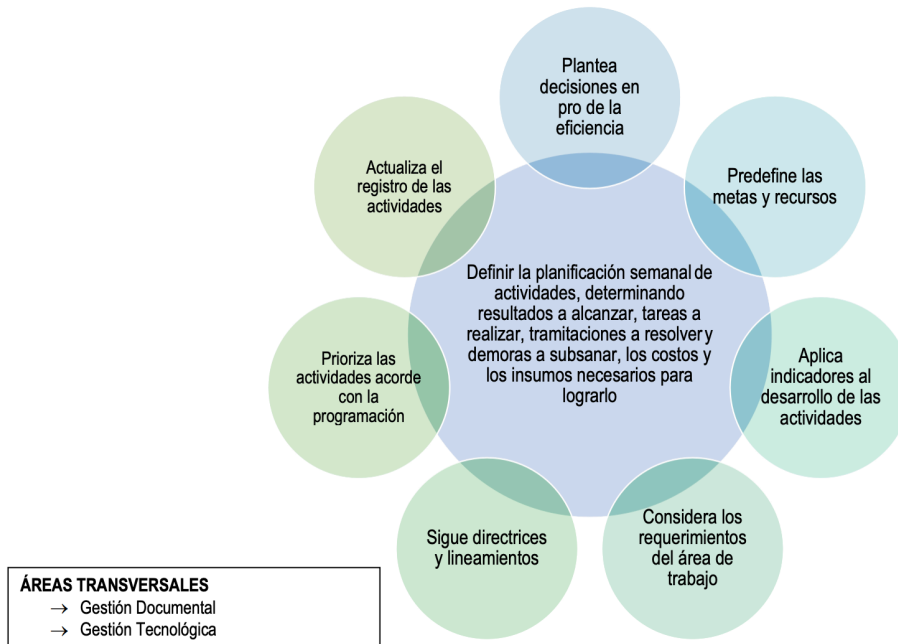 Plantea
decisiones en
pro de la
eficiencia
Predefine las
metas y recursos
Aplica
indicadores al
desarrollo de las
actividades
Considera los
requerimientos
del área de
trabajo
Sigue directrices
y lineamientos
Prioriza las
actividades acorde
con la
programación
Actualiza el
registro de las
actividades
Definir la planificación semanal de
actividades, determinando
resultados a alcanzar, tareas a
realizar, tramitaciones a resolver y
demoras a subsanar, los costos y
los insumos necesarios para
lograrlo
ÁREAS TRANSVERSALES
→ Gestión Documental
→ Gestión Tecnológica